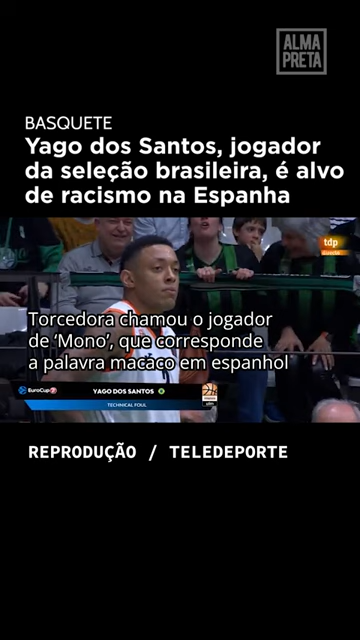 ALMA
PRETA
BASQUETE
Yago dos Santos, jogador
da seleção brasileira, é alvo
de racismo na Espanha
tdp
directo
Torcedora chamou o jogador
de ‘Mono’, que corresponde
a palavra macaco em espanhol
EuroCup
YAGO DOS SANTOS
TECHNICAL FOUL
REPRODUÇÃO / TELEDEPORTE